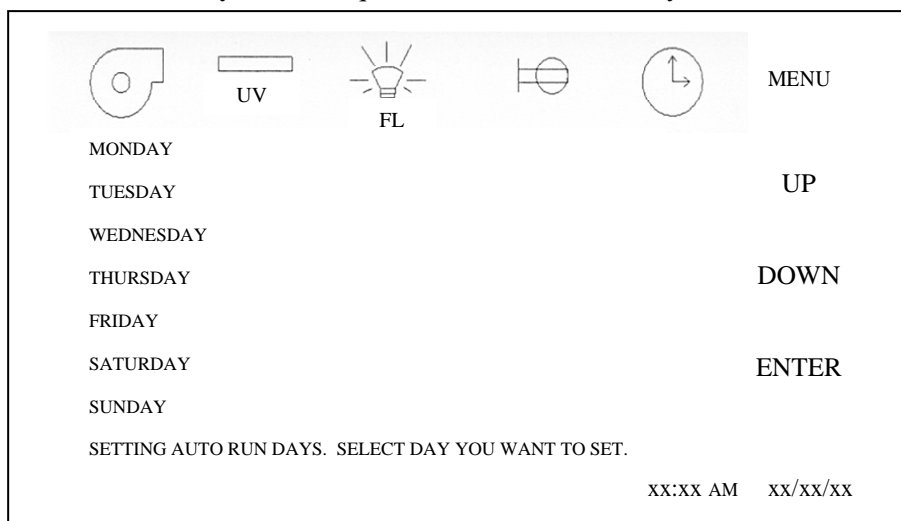 MENU
UV
FL
MONDAY
UP
TUESDAY
WEDNESDAY
THURSDAY
DOWN
FRIDAY
SATURDAY
ENTER
SUNDAY
SETTING AUTO RUN DAYS. SELECT DAY YOU WANT TO SET.
xx:xx AM xx/xx/xx